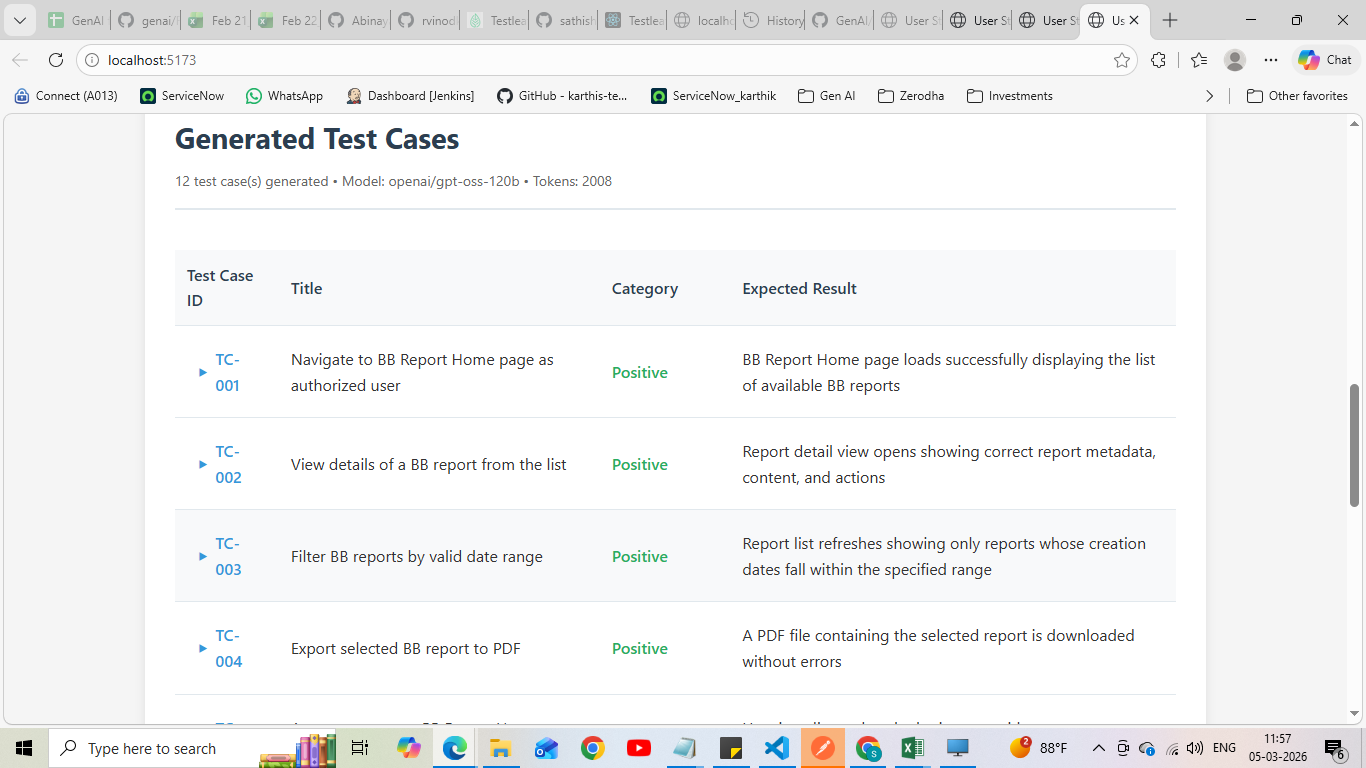 GenAI
genai/
Feb 21
Feb 22
Abinay
rvinod
Testlea
sathis
Testlea
localho
History
GenAI
User St
User St
User St
Us
localhost:5173
Chat
Connect (A013)
ServiceNow
WhatsApp
Dashboard [Jenkins]
GitHub - karthis-te...
ServiceNow_karthik
Gen AI
Zerodha
Investments
Other favorites
Generated Test Cases
12 test case(s) generated • Model: openai/gpt-oss-120b • Tokens: 2008
Test Case
ID
Title
Category
Expected Result
TC-
001
Navigate to BB Report Home page as
authorized user
Positive
BB Report Home page loads successfully displaying the list
of available BB reports
TC-
002
View details of a BB report from the list
Positive
Report detail view opens showing correct report metadata,
content, and actions
TC-
003
Filter BB reports by valid date range
Positive
Report list refreshes showing only reports whose creation
dates fall within the specified range
TC-
004
Export selected BB report to PDF
Positive
A PDF file containing the selected report is downloaded
without errors
Type here to search
88°F
ENG
11:57
05-03-2026